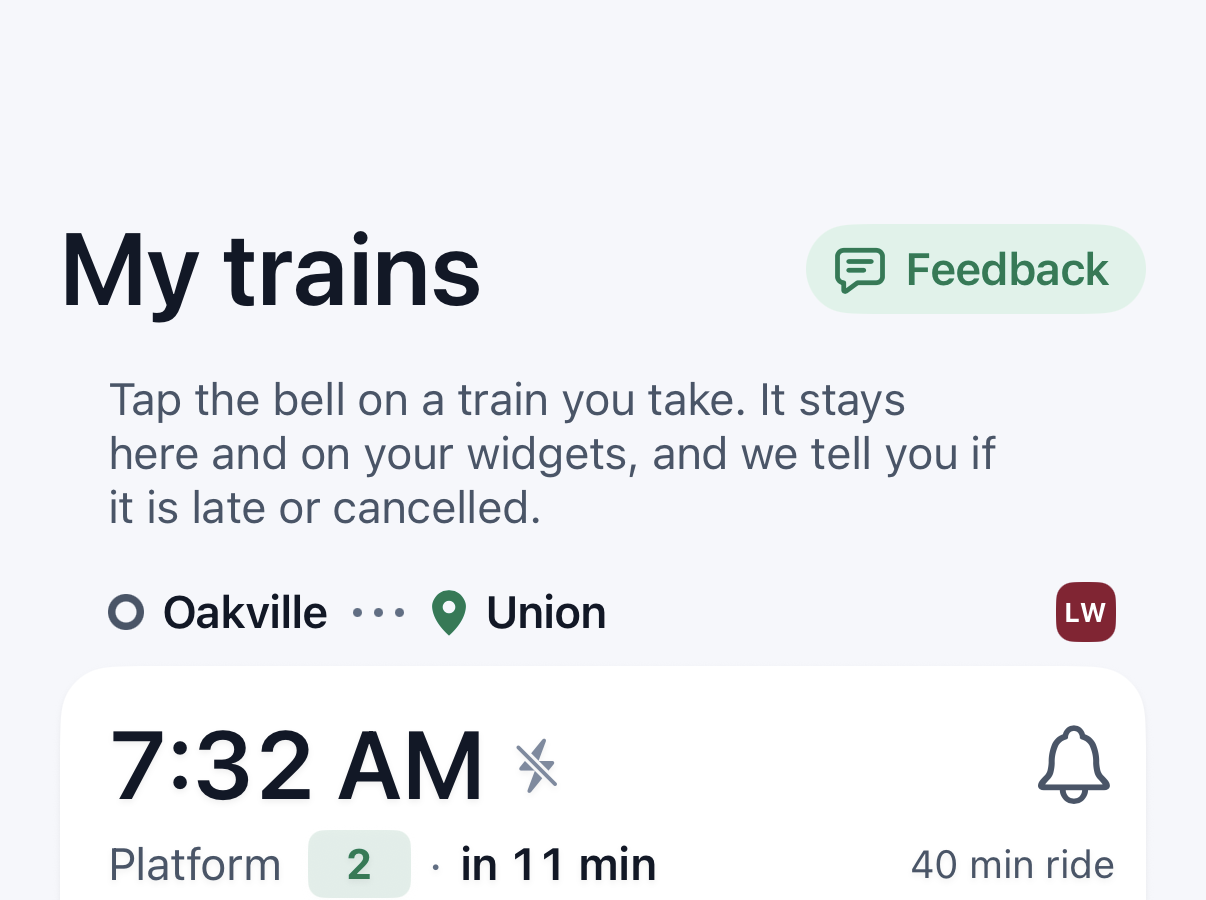 My trains
Feedback
Tap the bell on a train you take. It stays
here and on your widgets, and we tell you if
it is late or cancelled.
Oakville ··· Union LW
7:32 AM
Platform 2 · in 11 min 40 min ride